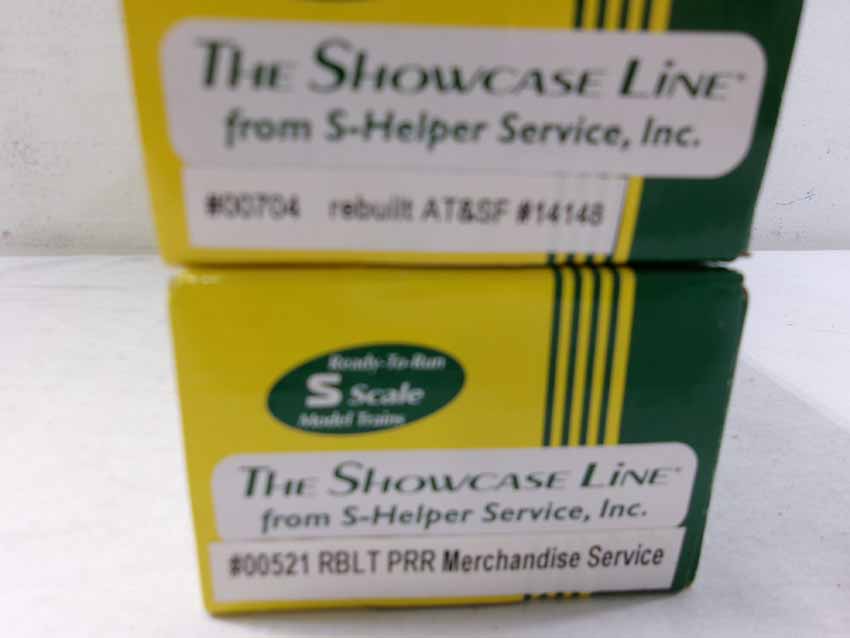 THE SHOWCASE LINE
from S-Helper Service, Inc.
#00704 rebuilt AT&SF #14148
Ready-To-Run
S Scale
Model Trains
THE SHOWCASE LINE
from S-Helper Service, Inc.
#00521 RBLT PRR Merchandise Service